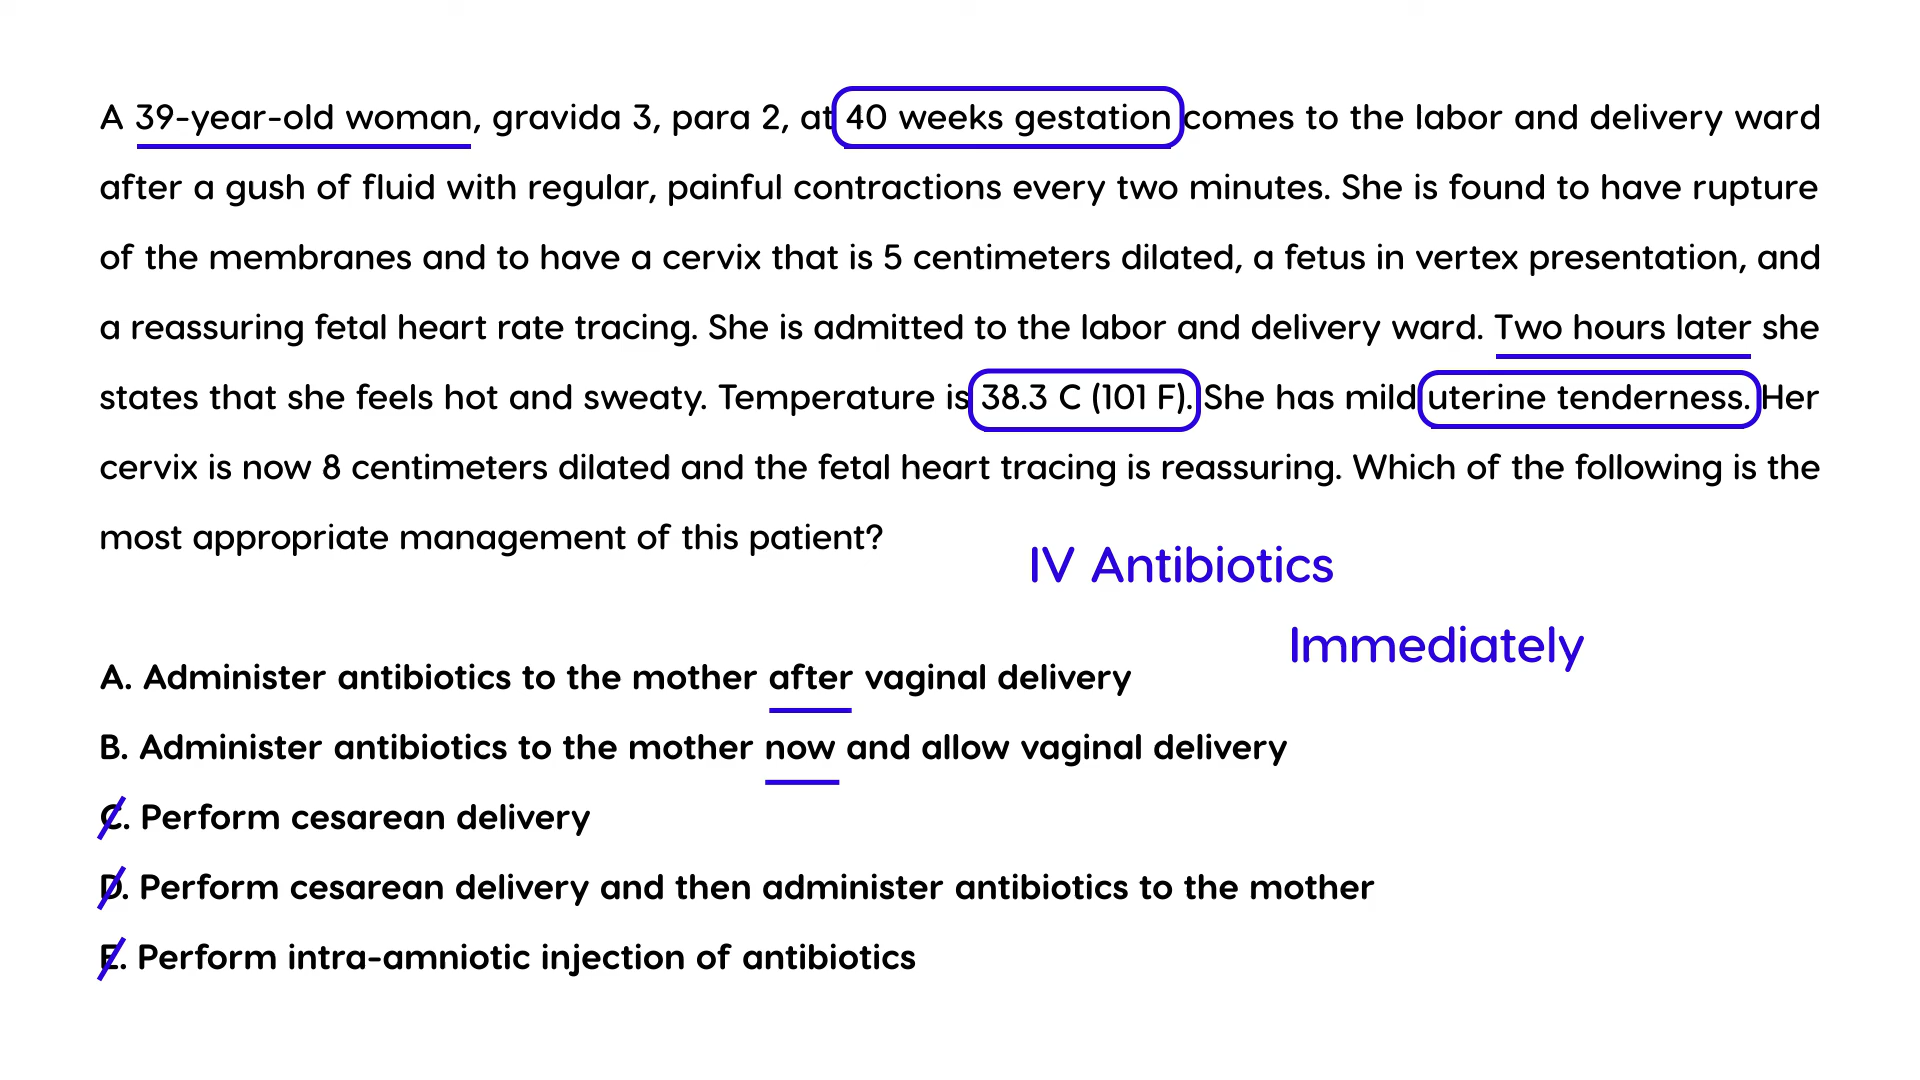 A 39-year-old woman, gravida 3, para 2, at 40 weeks gestation comes to the labor and delivery ward
after a gush of fluid with regular, painful contractions every two minutes. She is found to have rupture
of the membranes and to have a cervix that is 5 centimeters dilated, a fetus in vertex presentation, and
a reassuring fetal heart rate tracing. She is admitted to the labor and delivery ward. Two hours later she
states that she feels hot and sweaty. Temperature is 38.3 C (101 F). She has mild uterine tenderness. Her
cervix is now 8 centimeters dilated and the fetal heart tracing is reassuring. Which of the following is the
most appropriate management of this patient?
IV Antibiotics
Immediately
A. Administer antibiotics to the mother after vaginal delivery
B. Administer antibiotics to the mother now and allow vaginal delivery
C. Perform cesarean delivery
D. Perform cesarean delivery and then administer antibiotics to the mother
E. Perform intra-amniotic injection of antibiotics